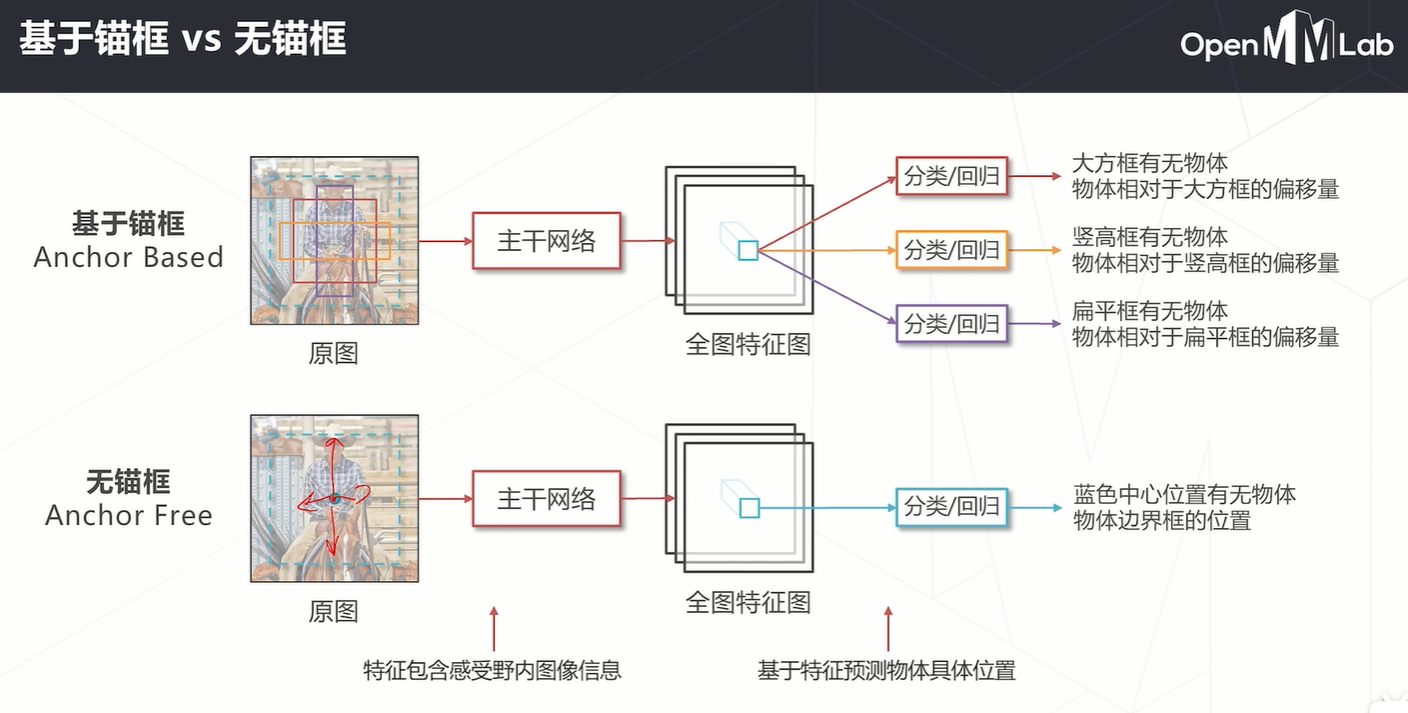 基于锚框 vs 无锚框
OpenMMLab
基于锚框
Anchor Based
原图
主干网络
全图特征图
分类/回归
大方框有无物体
物体相对于大方框的偏移量
分类/回归
竖高框有无物体
物体相对于竖高框的偏移量
分类/回归
扁平框有无物体
物体相对于扁平框的偏移量
无锚框
Anchor Free
原图
主干网络
全图特征图
分类/回归
蓝色中心位置有无物体
物体边界框的位置
特征包含感受野内图像信息
基于特征预测物体具体位置